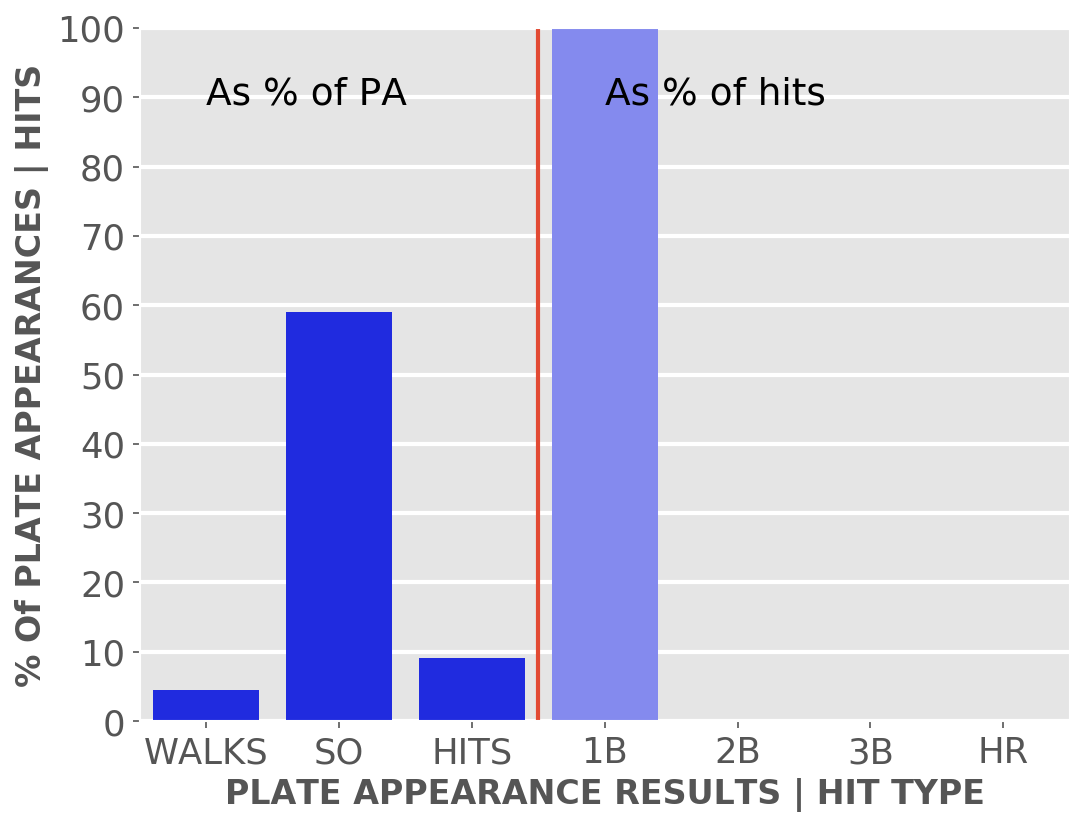 % Of PLATE APPEARANCES | HITS
100
90
80
70
60
50
40
30
20
10
0
As % of PA
As % of hits
WALKS SO HITS 1B 2B 3B HR
PLATE APPEARANCE RESULTS | HIT TYPE